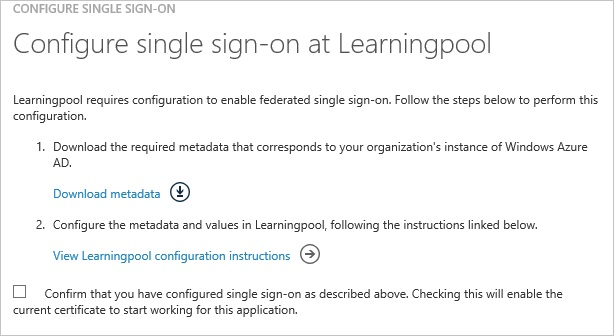 CONFIGURE SINGLE SIGN-ON
Configure single sign-on at Learningpool
Learningpool requires configuration to enable federated single sign-on. Follow the steps below to perform this
configuration.
1. Download the required metadata that corresponds to your organization's instance of Windows Azure
AD.
Download metadata
2. Configure the metadata and values in Learningpool, following the instructions linked below.
View Learningpool configuration instructions
Confirm that you have configured single sign-on as described above. Checking this will enable the
current certificate to start working for this application.